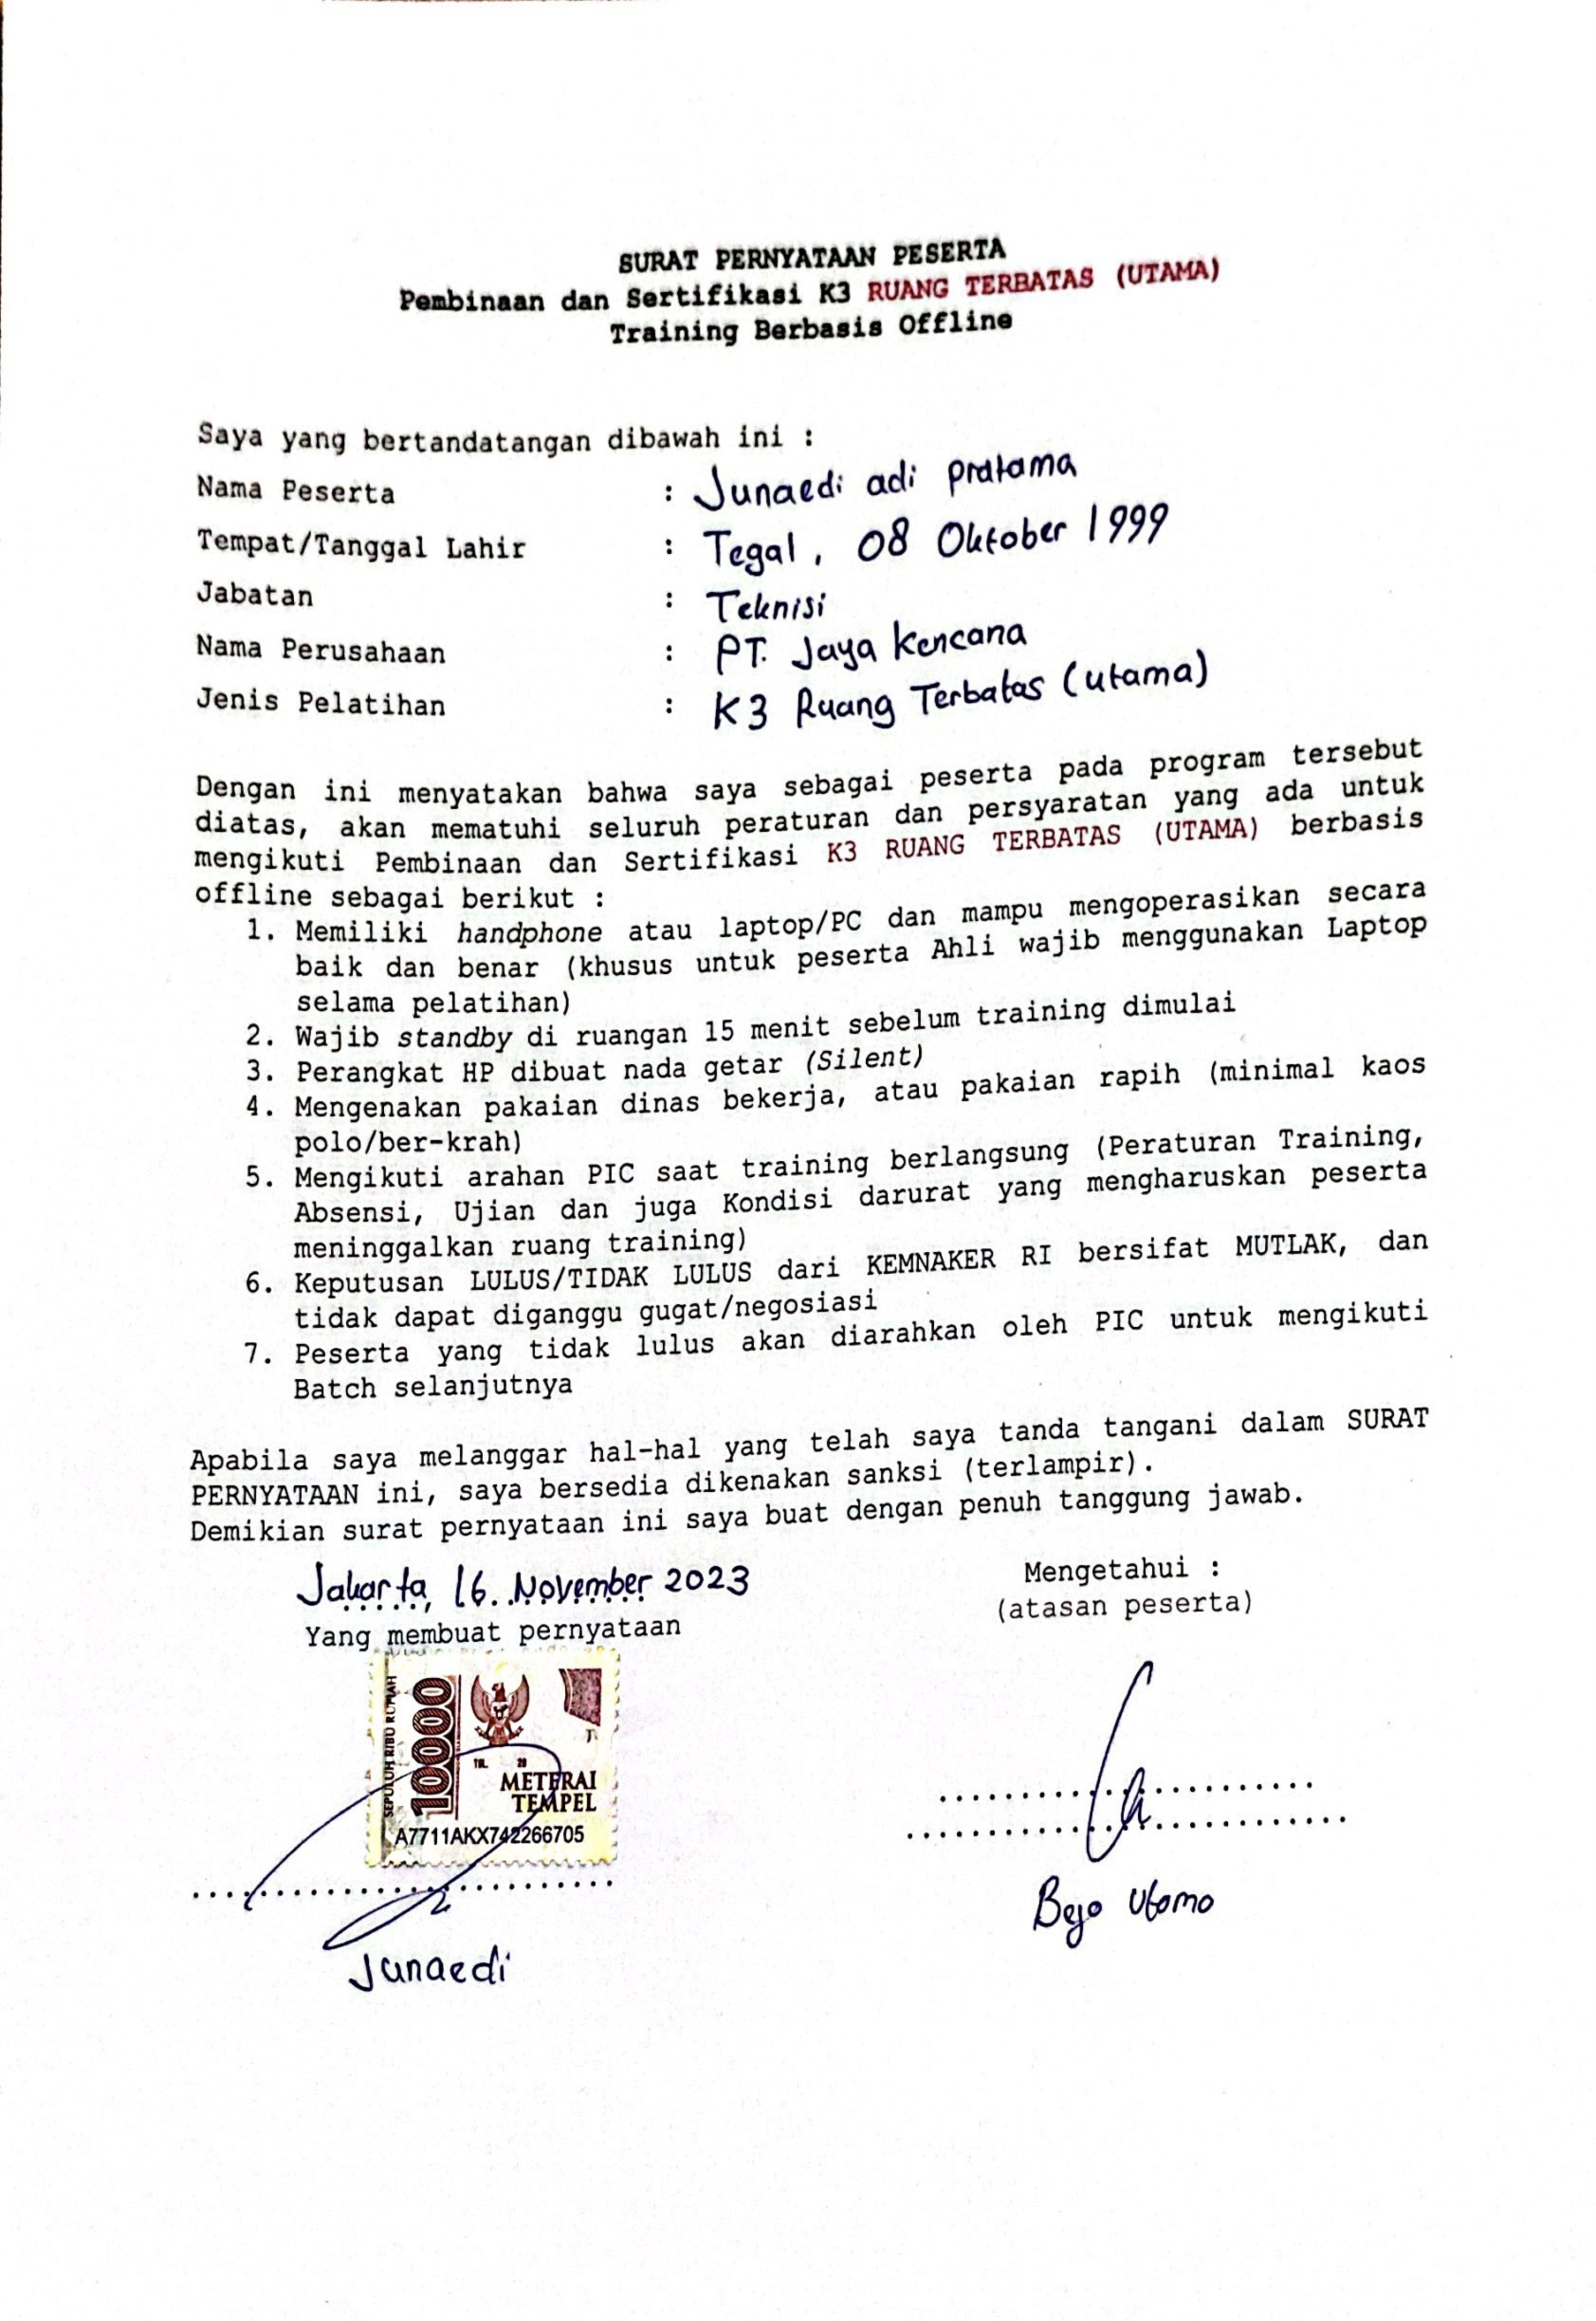 SURAT PERNYATAAN PESERTA
Pembinaan dan Sertifikasi K3 RUANG TERBATAS (UTAMA)
Training Berbasis Offline
Saya yang bertandatangan dibawah ini :
Nama Peserta : Junaedi adi pratama
Tempat/Tanggal Lahir : Tegal, 08 Oktober 1999
Jabatan : Teknisi
Nama Perusahaan : PT. Jaya Kencana
Jenis Pelatihan : K3 Ruang Terbatas (utama)
Dengan ini menyatakan bahwa saya sebagai peserta pada program tersebut
diatas, akan mematuhi seluruh peraturan dan persyaratan yang ada untuk
mengikuti Pembinaan dan Sertifikasi K3 RUANG TERBATAS (UTAMA) berbasis
offline sebagai berikut :
1. Memiliki handphone atau laptop/PC dan mampu mengoperasikan secara
baik dan benar (khusus untuk peserta Ahli wajib menggunakan Laptop
selama pelatihan)
2. Wajib standby di ruangan 15 menit sebelum training dimulai
3. Perangkat HP dibuat nada getar (Silent)
4. Mengenakan pakaian dinas bekerja, atau pakaian rapih (minimal kaos
polo/ber-krah)
5. Mengikuti arahan PIC saat training berlangsung (Peraturan Training,
Absensi, Ujian dan juga Kondisi darurat yang mengharuskan peserta
meninggalkan ruang training)
6. Keputusan LULUS/TIDAK LULUS dari KEMNAKER RI bersifat MUTLAK, dan
tidak dapat diganggu gugat/negosiasi
7. Peserta yang tidak lulus akan diarahkan oleh PIC untuk mengikuti
Batch selanjutnya
Apabila saya melanggar hal-hal yang telah saya tanda tangani dalam SURAT
PERNYATAAN ini, saya bersedia dikenakan sanksi (terlampir).
Demikian surat pernyataan ini saya buat dengan penuh tanggung jawab.
Jakarta, 16 November 2023
Yang membuat pernyataan
Mengetahui :
(atasan peserta)
SEPULUH RIBU RUPIAH
10000
TGL. 20
METERAI
TEMPEL
A7711AKX742266705
Junaedi
Bejo Utomo